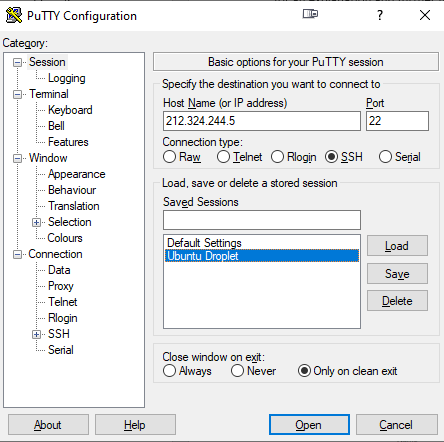 PuTTY Configuration
Category:
Session
Logging
Terminal
Keyboard
Bell
Features
Window
Appearance
Behaviour
Translation
Selection
Colours
Connection
Data
Proxy
Telnet
Rlogin
SSH
Serial
Basic options for your PuTTY session
Specify the destination you want to connect to
Host Name (or IP address) Port
212.324.244.5 22
Connection type:
Raw Telnet Rlogin SSH Serial
Load, save or delete a stored session
Saved Sessions
Default Settings
Ubuntu Droplet
Load
Save
Delete
Close window on exit:
Always Never Only on clean exit
About Help Open Cancel